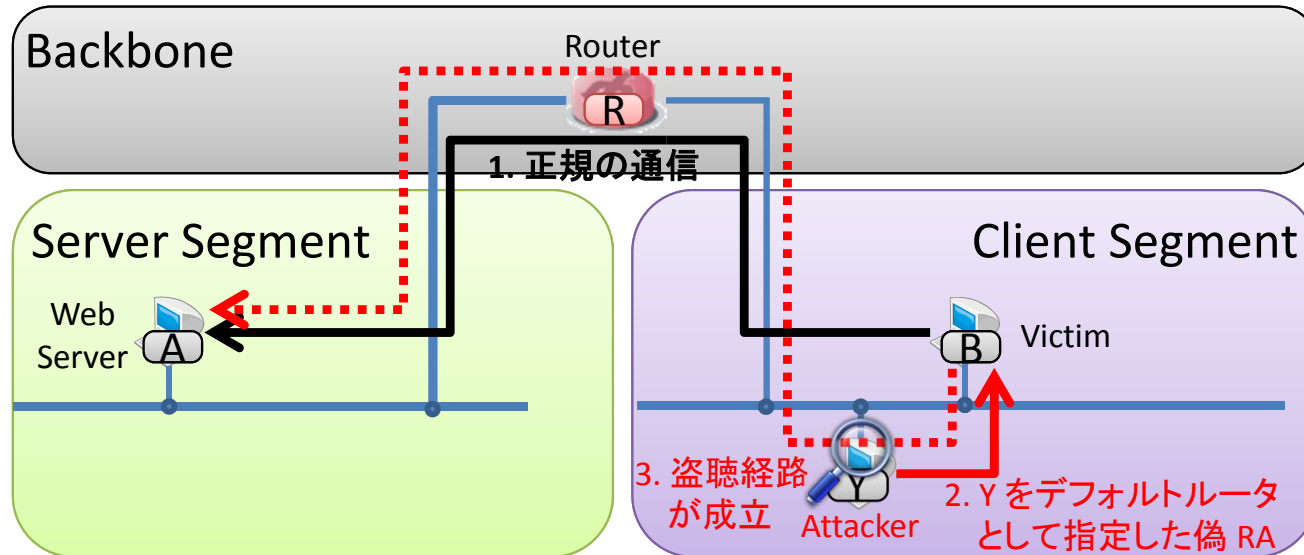 Backbone
Router
R
1. 正規の通信
Server Segment
Client Segment
Web
Server
A
B
Victim
3. 盗聴経路
が成立
Y
Attacker
2. Y をデフォルトルータ
として指定した偽 RA